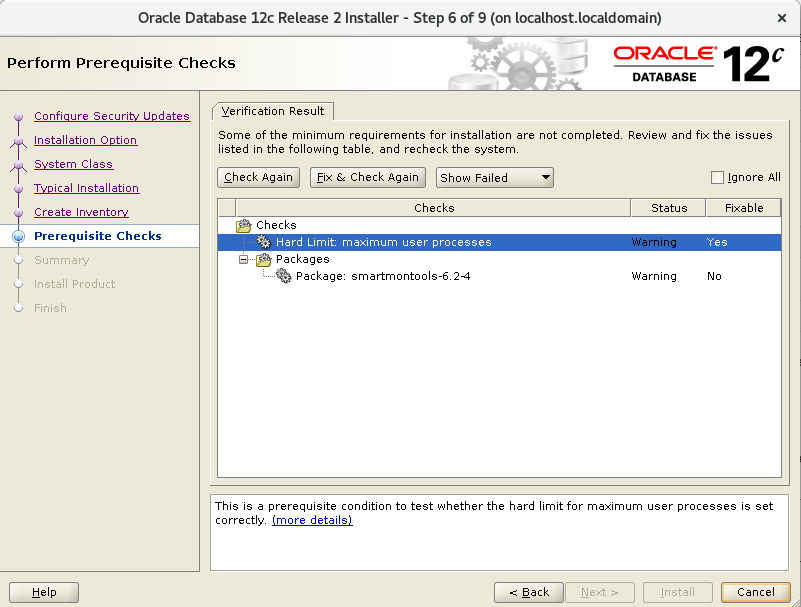 Oracle Database 12c Release 2 Installer - Step 6 of 9 (on localhost.localdomain)
Perform Prerequisite Checks
ORACLE
DATABASE
12c
Configure Security Updates
Installation Option
System Class
Typical Installation
Create Inventory
Prerequisite Checks
Summary
Install Product
Finish
Verification Result
Some of the minimum requirements for installation are not completed. Review and fix the issues
listed in the following table, and recheck the system.
Check Again Fix & Check Again Show Failed Ignore All
Checks Status Fixable
Checks
Hard Limit: maximum user processes Warning Yes
Packages
Package: smartmontools-6.2-4 Warning No
This is a prerequisite condition to test whether the hard limit for maximum user processes is set
correctly. (more details)
Help < Back Next > Install Cancel